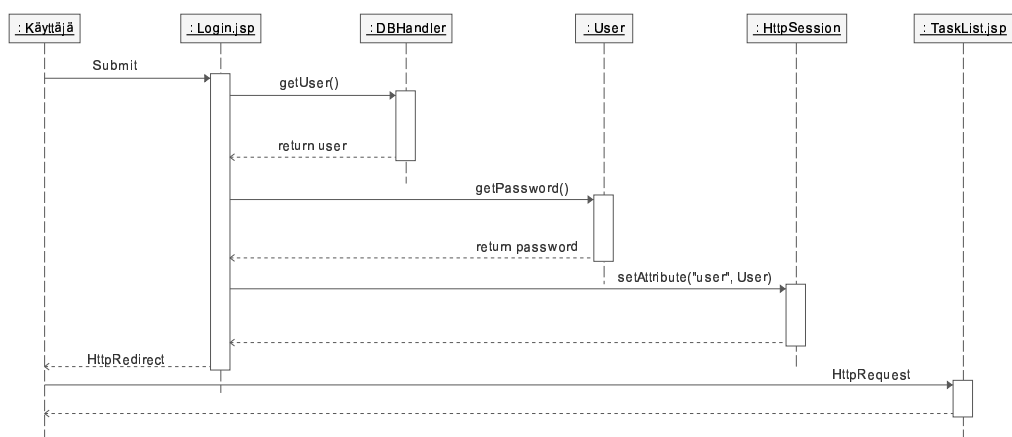 : Käyttäjä
: Login.jsp
: DBHandler
: User
: HttpSession
: TaskList.jsp
Submit
getUser()
return user
getPassword()
return password
setAttribute("user", User)
HttpRedirect
HttpRequest